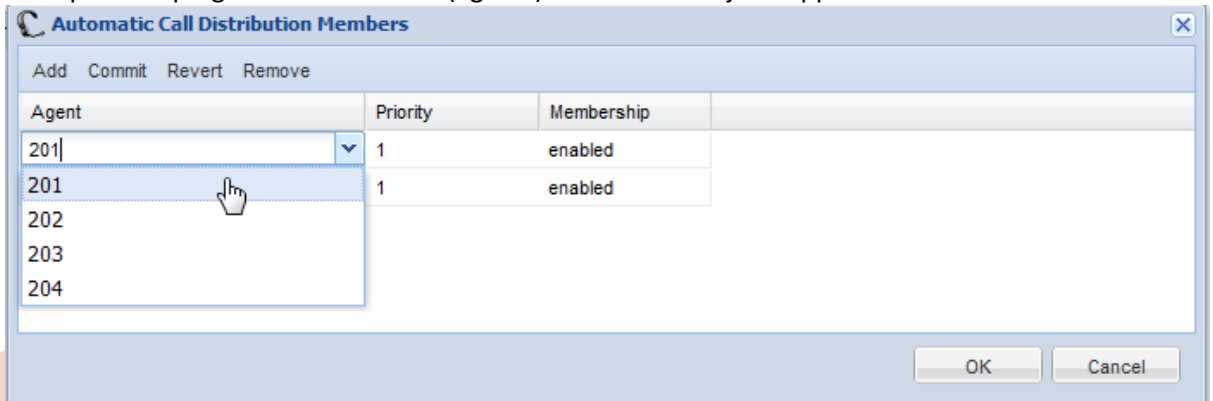 Automatic Call Distribution Members
Add Commit Revert Remove
Agent Priority Membership
201 1 enabled
201 1 enabled
202
203
204
OK Cancel